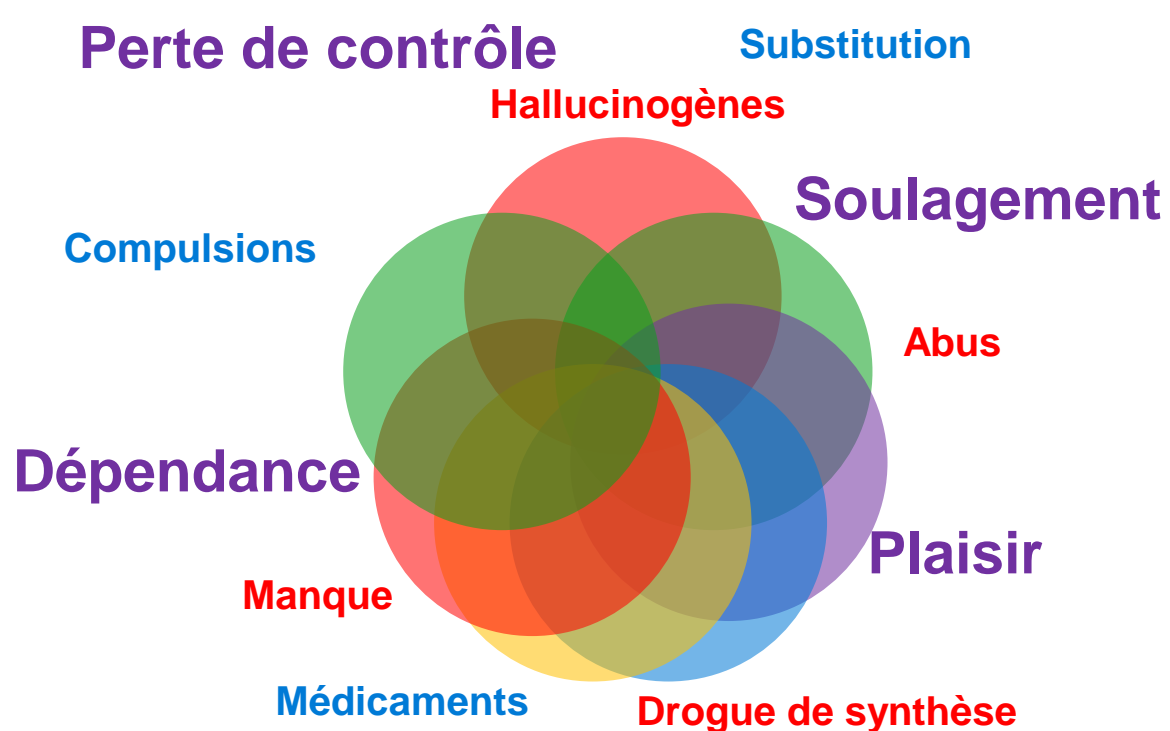 Perte de contrôle
Substitution
Hallucinogènes
Soulagement
Compulsions
Abus
Dépendance
Plaisir
Manque
Médicaments
Drogue de synthèse